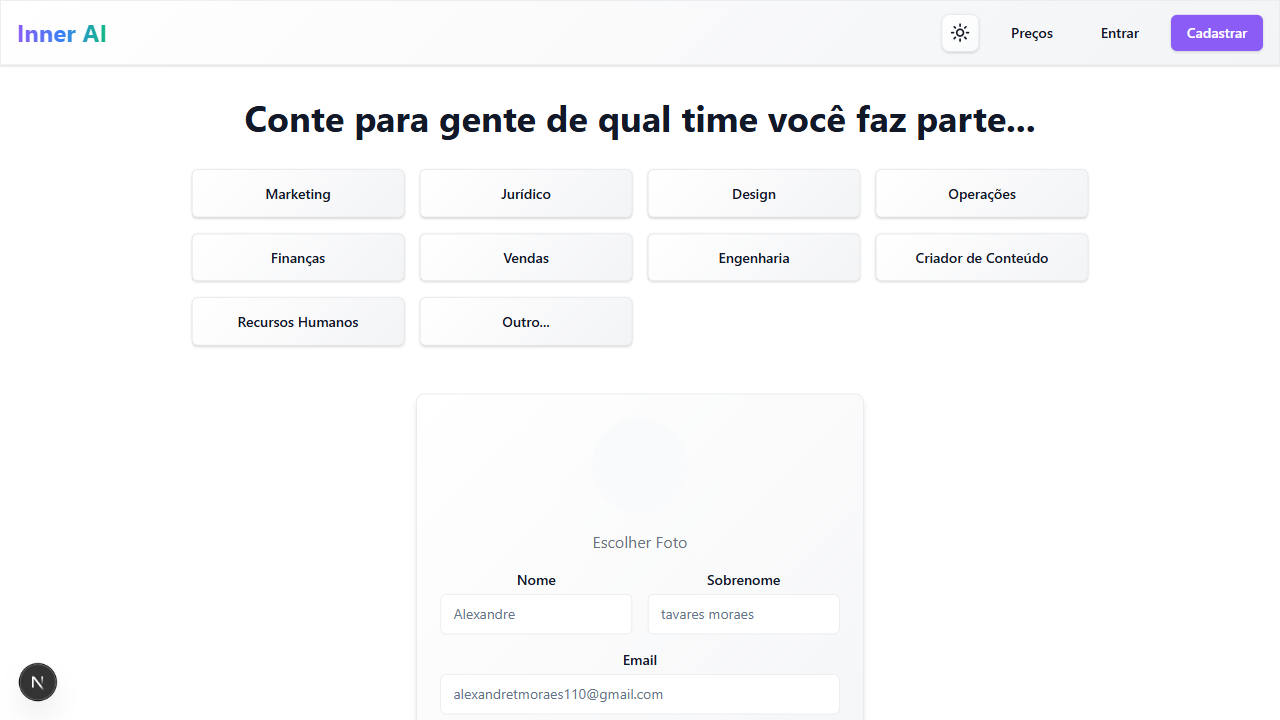 Inner AI
Preços
Entrar
Cadastrar
Conte para gente de qual time você faz parte...
Marketing
Jurídico
Design
Operações
Finanças
Vendas
Engenharia
Criador de Conteúdo
Recursos Humanos
Outro...
Escolher Foto
Nome
Sobrenome
Alexandre
tavares moraes
Email
alexandretmoraes110@gmail.com
N